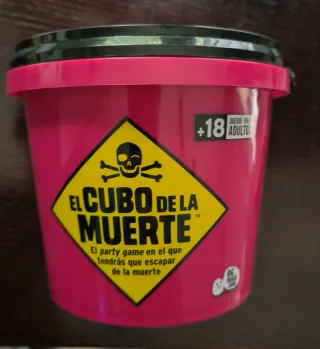 +18 JUEGO PARA
ADULTOS
EL CUBO DE LA
MUERTE™
El party game en el que
tendrás que escapar
de la muerte